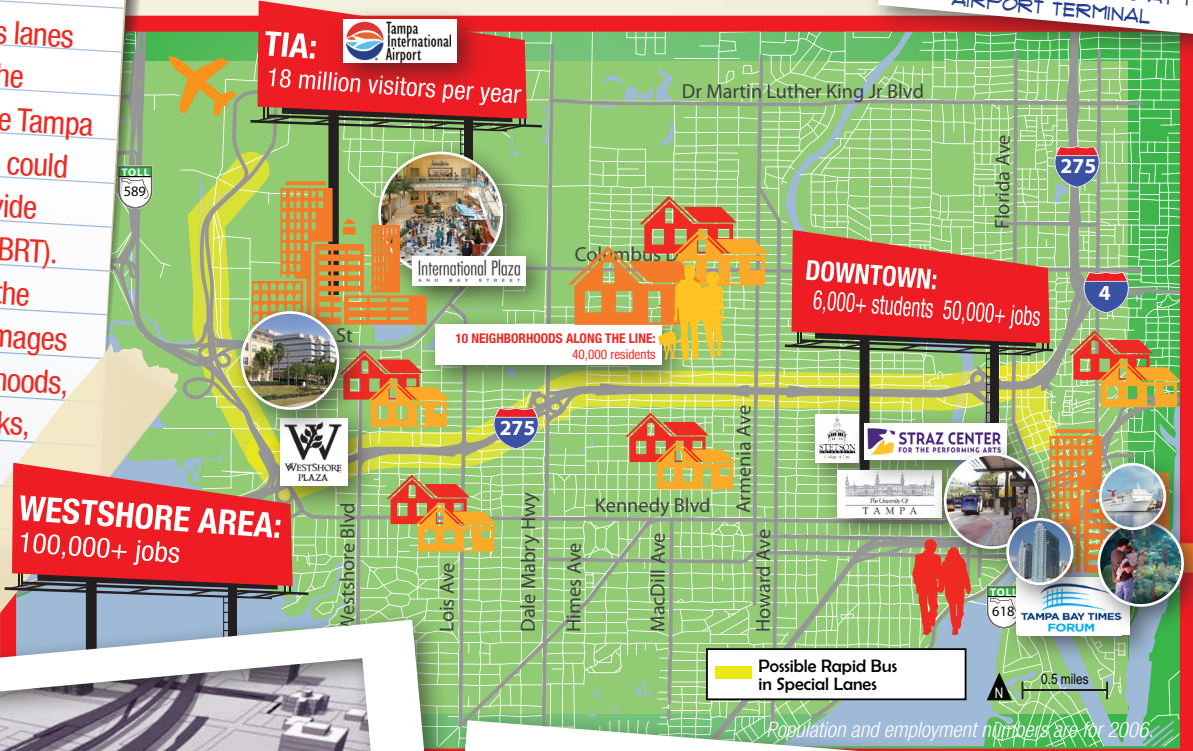 s lanes
he
e Tampa
could
vide
BRT).
the
mages
hoods,
ks,
AIRPORT TERMINAL
TIA:
18 million visitors per year
Tampa
International
Airport
Dr Martin Luther King Jr Blvd
TOLL
589
275
Florida Ave
International Plaza
AND BAY STREET
Columbus D
DOWNTOWN:
6,000+ students 50,000+ jobs
4
St
10 NEIGHBORHOODS ALONG THE LINE:
40,000 residents
275
W
WESTSHORE
PLAZA
STETSON
College of Law
STRAZ CENTER
FOR THE PERFORMING ARTS
The University Of
TAMPA
WESTSHORE AREA:
100,000+ jobs
Kennedy Blvd
Westshore Blvd
Lois Ave
Dale Mabry Hwy
Himes Ave
MacDill Ave
Armenia Ave
Howard Ave
TOLL
618
TAMPA BAY TIMES
FORUM
Possible Rapid Bus
in Special Lanes
N
0.5 miles
Population and employment numbers are for 2006.